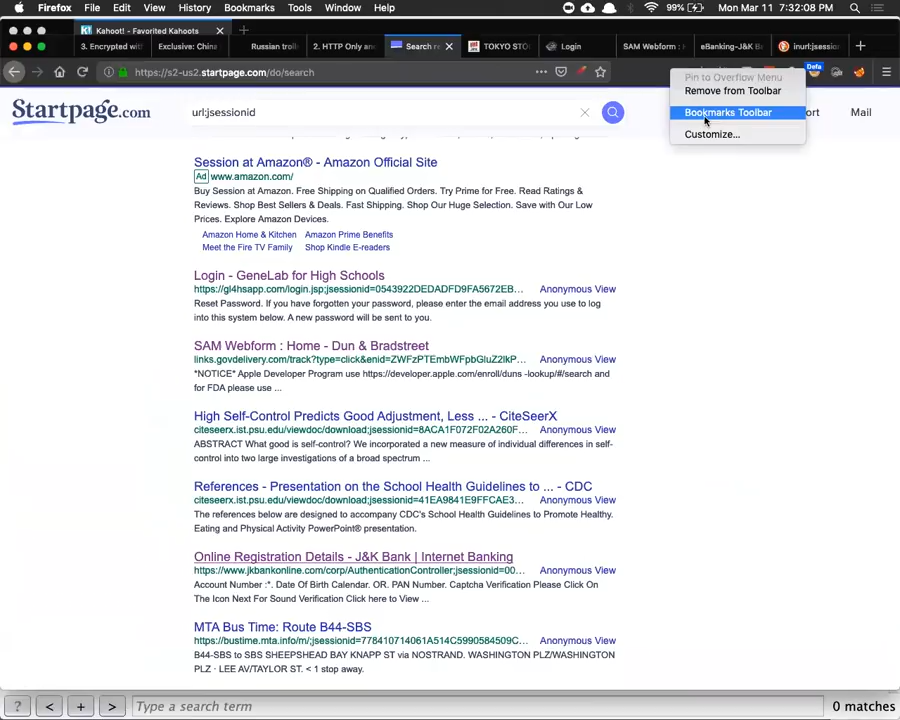 Firefox File Edit View History Bookmarks Tools Window Help 99% Mon Mar 11 7:32:08 PM
Kahoot! - Favorited Kahoots
3. Encrypted wit Exclusive: China Russian troll 2. HTTP Only an Search re TOKYO STO Login SAM Webform : eBanking-J&K B inurl:jsessio
https://s2-us2.startpage.com/do/search Defa
Pin to Overflow Menu
Remove from Toolbar
Bookmarks Toolbar
Customize...
Startpage.com url:jsessionid ort Mail
Session at Amazon® - Amazon Official Site
Ad www.amazon.com/
Buy Session at Amazon. Free Shipping on Qualified Orders. Try Prime for Free. Read Ratings &
Reviews. Shop Best Sellers & Deals. Fast Shipping. Shop Our Huge Selection. Save with Our Low
Prices. Explore Amazon Devices.
Amazon Home & Kitchen Amazon Prime Benefits
Meet the Fire TV Family Shop Kindle E-readers
Login - GeneLab for High Schools
https://gl4hsapp.com/login.jsp;jsessionid=0543922DEDADFD9FA5672EB... Anonymous View
Reset Password. If you have forgotten your password, please enter the email address you use to log
into this system below. A new password will be sent to you.
SAM Webform : Home - Dun & Bradstreet
links.govdelivery.com/track?type=click&enid=ZWFzPTEmbWFpbGluZ2lkP... Anonymous View
*NOTICE* Apple Developer Program use https://developer.apple.com/enroll/duns -lookup/#/search and
for FDA please use ...
High Self-Control Predicts Good Adjustment, Less ... - CiteSeerX
citeseerx.ist.psu.edu/viewdoc/download;jsessionid=8ACA1F072F02A260F... Anonymous View
ABSTRACT What good is self-control? We incorporated a new measure of individual differences in self-
control into two large investigations of a broad spectrum ...
References - Presentation on the School Health Guidelines to ... - CDC
citeseerx.ist.psu.edu/viewdoc/download;jsessionid=41EA9841E9FFCAE3... Anonymous View
The references below are designed to accompany CDC's School Health Guidelines to Promote Healthy.
Eating and Physical Activity PowerPoint® presentation.
Online Registration Details - J&K Bank | Internet Banking
https://www.jkbankonline.com/corp/AuthenticationController;jsessionid=00... Anonymous View
Account Number :*. Date Of Birth Calendar. OR. PAN Number. Captcha Verification Please Click On
The Icon Next For Sound Verification Click here to View ...
MTA Bus Time: Route B44-SBS
https://bustime.mta.info/m/;jsessionid=778410714061A514C5990584509C... Anonymous View
B44-SBS to SBS SHEEPSHEAD BAY KNAPP ST via NOSTRAND. WASHINGTON PLZ/WASHINGTON
PLZ · LEE AV/TAYLOR ST. < 1 stop away.
? < + > Type a search term 0 matches